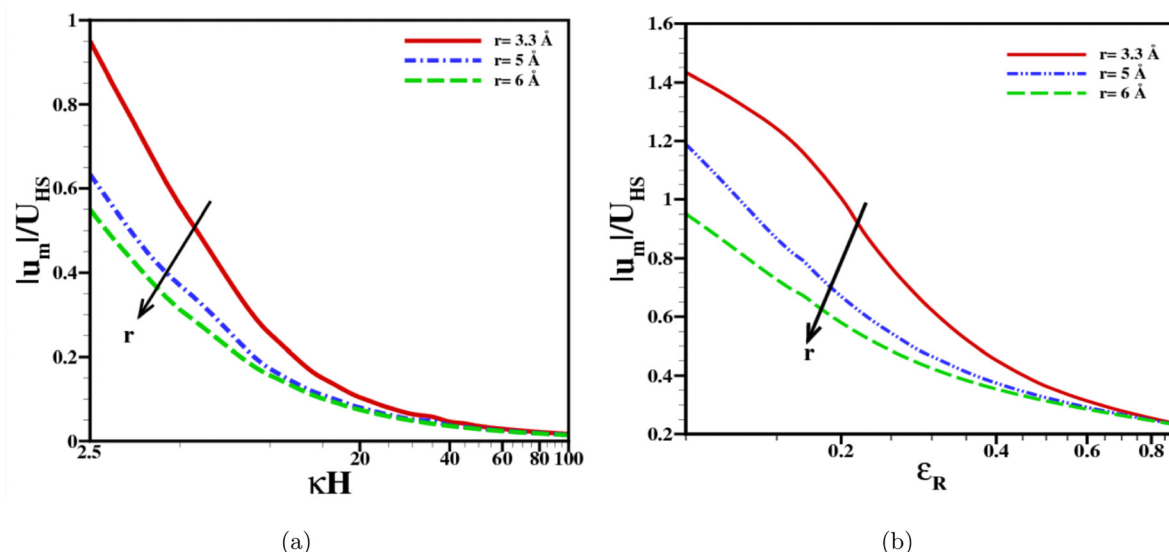 1
0.8
0.6
0.4
0.2
0
|u_m|/U_HS
r= 3.3 Å
r= 5 Å
r= 6 Å
r
2.5 20 40 60 80 100
κH
(a)
1.6
1.4
1.2
1
0.8
0.6
0.4
0.2
|u_m|/U_HS
r= 3.3 Å
r= 5 Å
r= 6 Å
r
0.2 0.4 0.6 0.8
ε_R
(b)